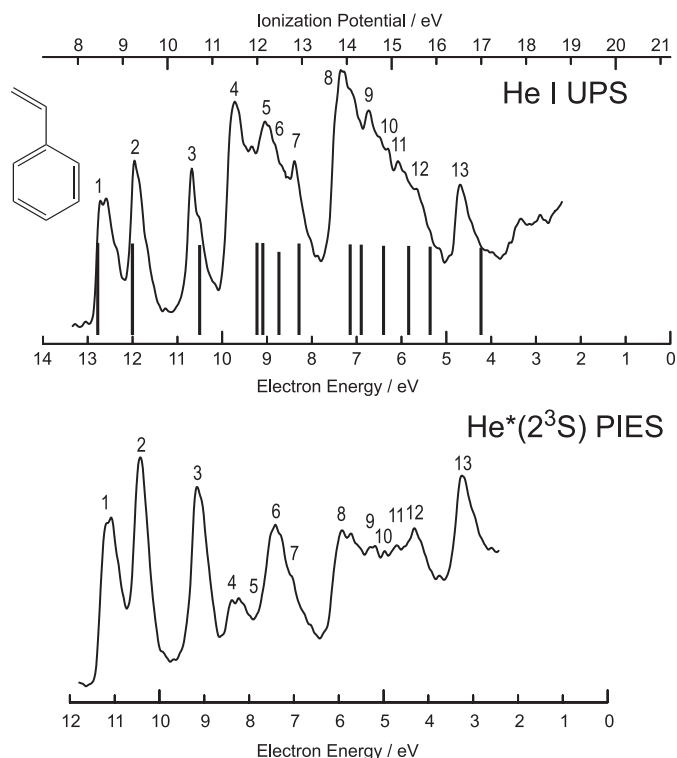 Ionization Potential / eV
8 9 10 11 12 13 14 15 16 17 18 19 20 21
He I UPS
1 2 3 4 5 6 7 8 9 10 11 12 13
14 13 12 11 10 9 8 7 6 5 4 3 2 1 0
Electron Energy / eV
He*(2³S) PIES
1 2 3 4 5 6 7 8 9 10 11 12 13
12 11 10 9 8 7 6 5 4 3 2 1 0
Electron Energy / eV